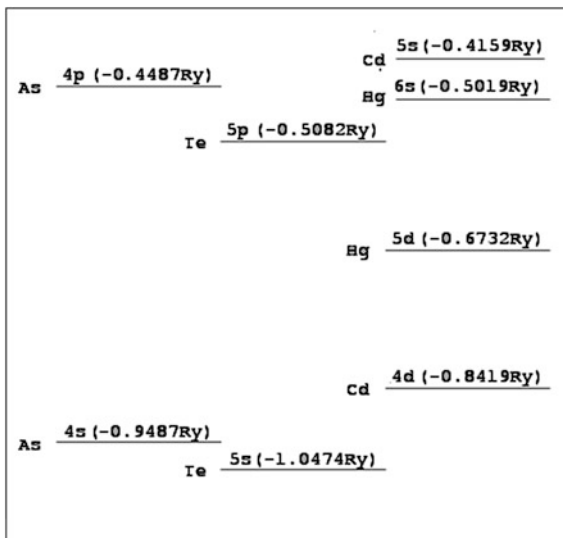 Cd 5s(-0.4159Ry)
As 4p (-0.4487Ry)
Hg 6s(-0.5019Ry)
Te 5p (-0.5082Ry)
Hg 5d (-0.6732Ry)
Cd 4d (-0.8419Ry)
As 4s(-0.9487Ry)
Te 5s(-1.0474Ry)